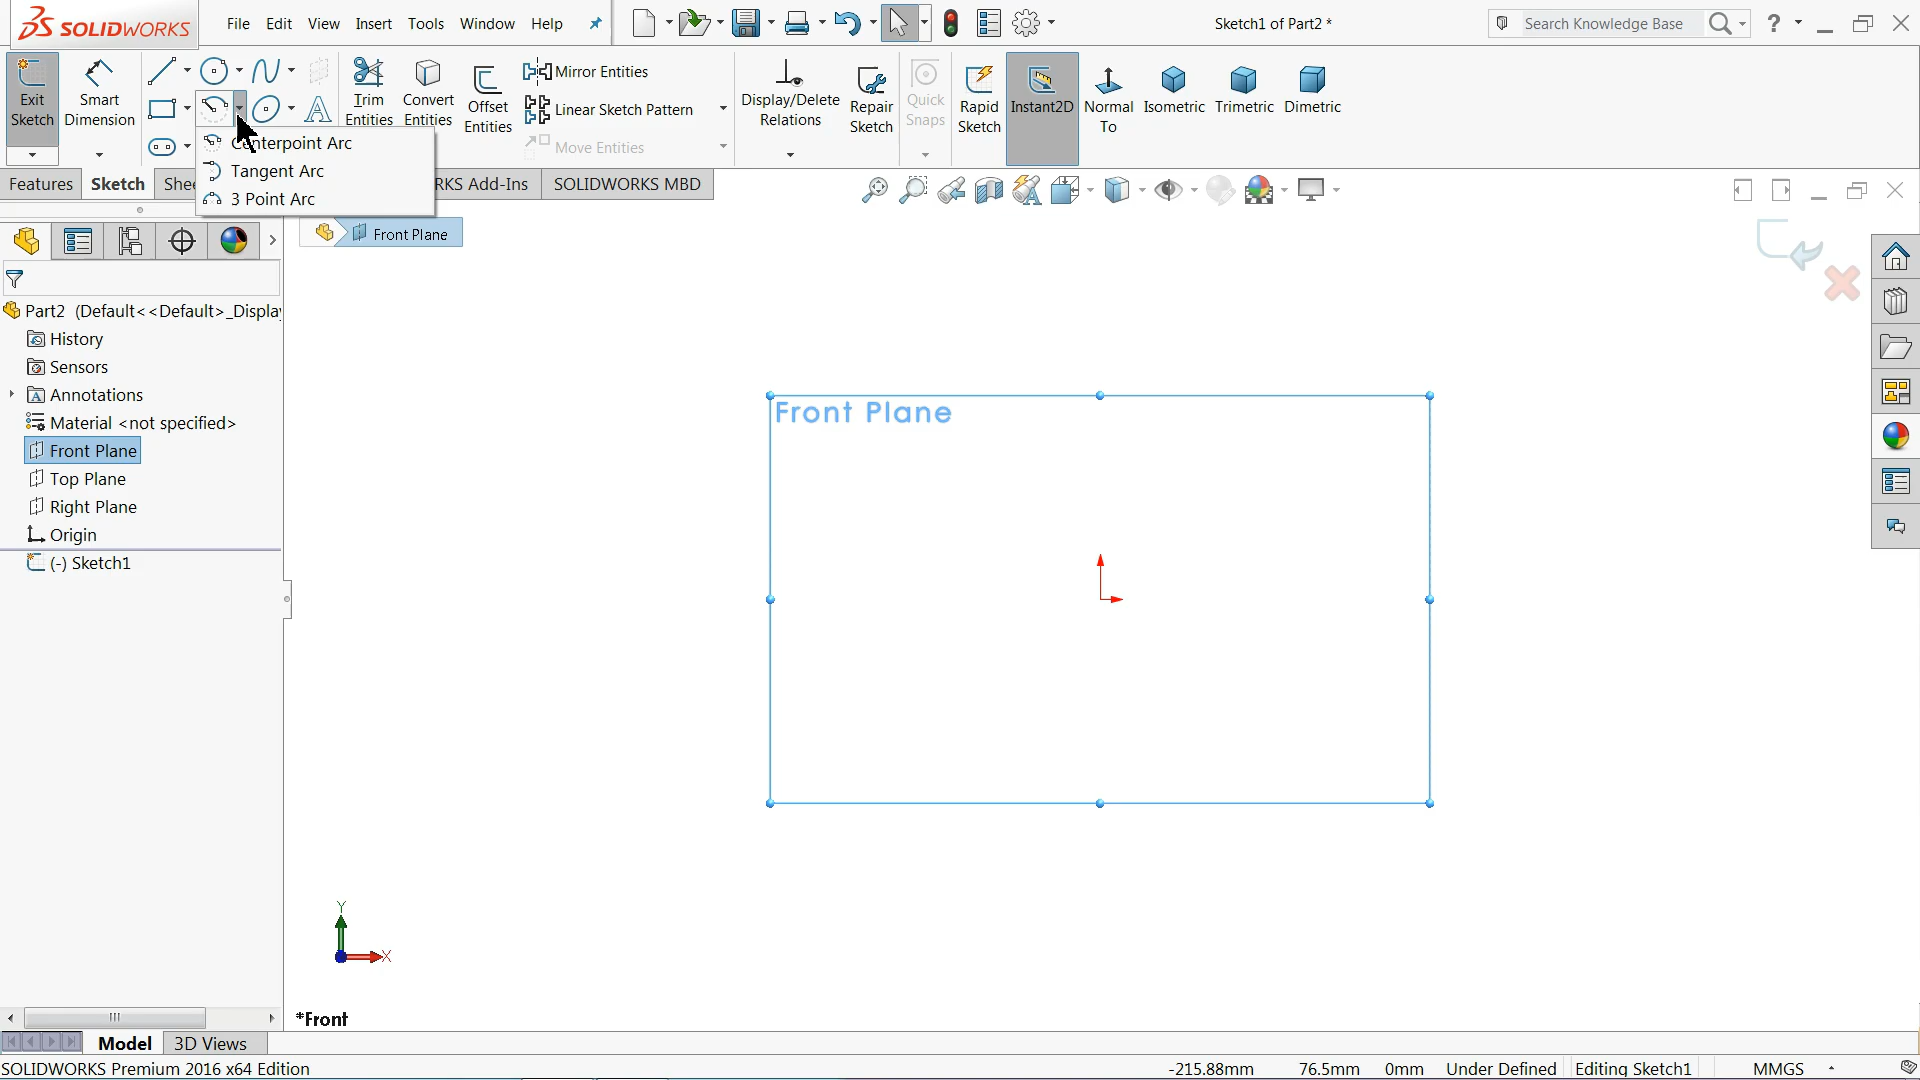 SOLIDWORKS File Edit View Insert Tools Window Help Sketch1 of Part2 * Search Knowledge Base ?
Exit Sketch
Smart Dimension
Trim Entities
Convert Entities
Offset Entities
Mirror Entities
Linear Sketch Pattern
Move Entities
Display/Delete Relations
Repair Sketch
Quick Snaps
Rapid Sketch
Instant2D
Normal To
Isometric
Trimetric
Dimetric
Centerpoint Arc
Tangent Arc
3 Point Arc
Features Sketch She RKS Add-Ins SOLIDWORKS MBD
Front Plane
Part2 (Default<<Default>_Display
History
Sensors
Annotations
Material <not specified>
Front Plane
Top Plane
Right Plane
Origin
(-) Sketch1
Front Plane
Y
X
*Front
Model 3D Views
SOLIDWORKS Premium 2016 x64 Edition -215.88mm 76.5mm 0mm Under Defined Editing Sketch1 MMGS